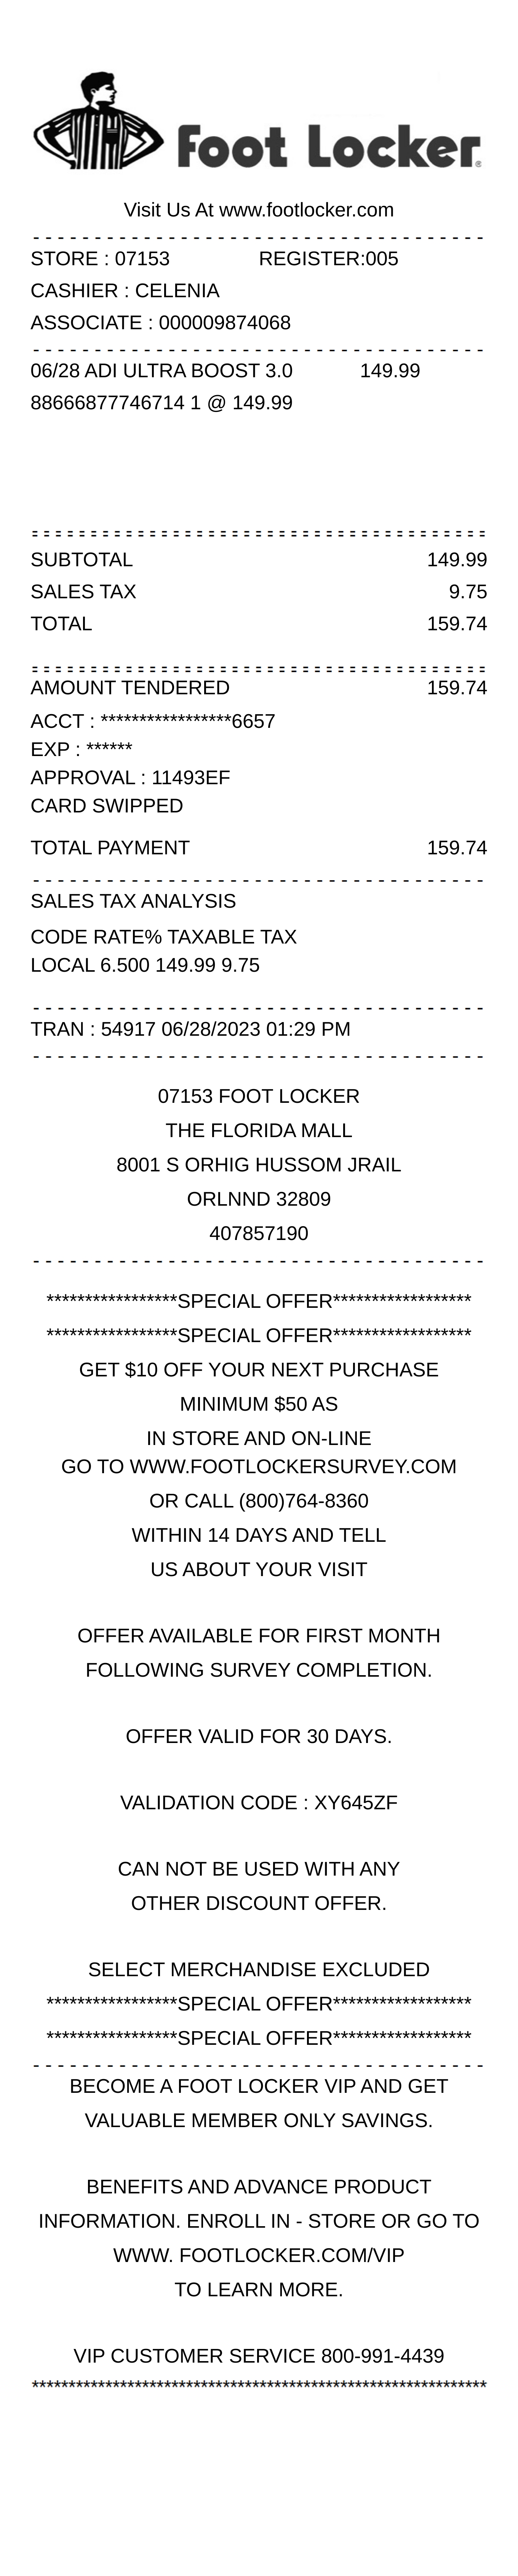 Foot Locker®
Visit Us At www.footlocker.com
- - - - - - - - - - - - - - - - - - - - - - - - - - - - - - - - - - - - -
STORE : 07153 REGISTER:005
CASHIER : CELENIA
ASSOCIATE : 000009874068
- - - - - - - - - - - - - - - - - - - - - - - - - - - - - - - - - - - - -
06/28 ADI ULTRA BOOST 3.0 149.99
88666877746714 1 @ 149.99
= = = = = = = = = = = = = = = = = = = = = = = = = = = = = = = = = = = = =
SUBTOTAL 149.99
SALES TAX 9.75
TOTAL 159.74
= = = = = = = = = = = = = = = = = = = = = = = = = = = = = = = = = = = = =
AMOUNT TENDERED 159.74
ACCT : *****************6657
EXP : ******
APPROVAL : 11493EF
CARD SWIPPED
TOTAL PAYMENT 159.74
- - - - - - - - - - - - - - - - - - - - - - - - - - - - - - - - - - - - -
SALES TAX ANALYSIS
CODE RATE% TAXABLE TAX
LOCAL 6.500 149.99 9.75
- - - - - - - - - - - - - - - - - - - - - - - - - - - - - - - - - - - - -
TRAN : 54917 06/28/2023 01:29 PM
- - - - - - - - - - - - - - - - - - - - - - - - - - - - - - - - - - - - -
07153 FOOT LOCKER
THE FLORIDA MALL
8001 S ORHIG HUSSOM JRAIL
ORLNND 32809
407857190
- - - - - - - - - - - - - - - - - - - - - - - - - - - - - - - - - - - - -
*****************SPECIAL OFFER******************
*****************SPECIAL OFFER******************
GET $10 OFF YOUR NEXT PURCHASE
MINIMUM $50 AS
IN STORE AND ON-LINE
GO TO WWW.FOOTLOCKERSURVEY.COM
OR CALL (800)764-8360
WITHIN 14 DAYS AND TELL
US ABOUT YOUR VISIT
OFFER AVAILABLE FOR FIRST MONTH
FOLLOWING SURVEY COMPLETION.
OFFER VALID FOR 30 DAYS.
VALIDATION CODE : XY645ZF
CAN NOT BE USED WITH ANY
OTHER DISCOUNT OFFER.
SELECT MERCHANDISE EXCLUDED
*****************SPECIAL OFFER******************
*****************SPECIAL OFFER******************
- - - - - - - - - - - - - - - - - - - - - - - - - - - - - - - - - - - - -
BECOME A FOOT LOCKER VIP AND GET
VALUABLE MEMBER ONLY SAVINGS.
BENEFITS AND ADVANCE PRODUCT
INFORMATION. ENROLL IN - STORE OR GO TO
WWW. FOOTLOCKER.COM/VIP
TO LEARN MORE.
VIP CUSTOMER SERVICE 800-991-4439
***************************************************************